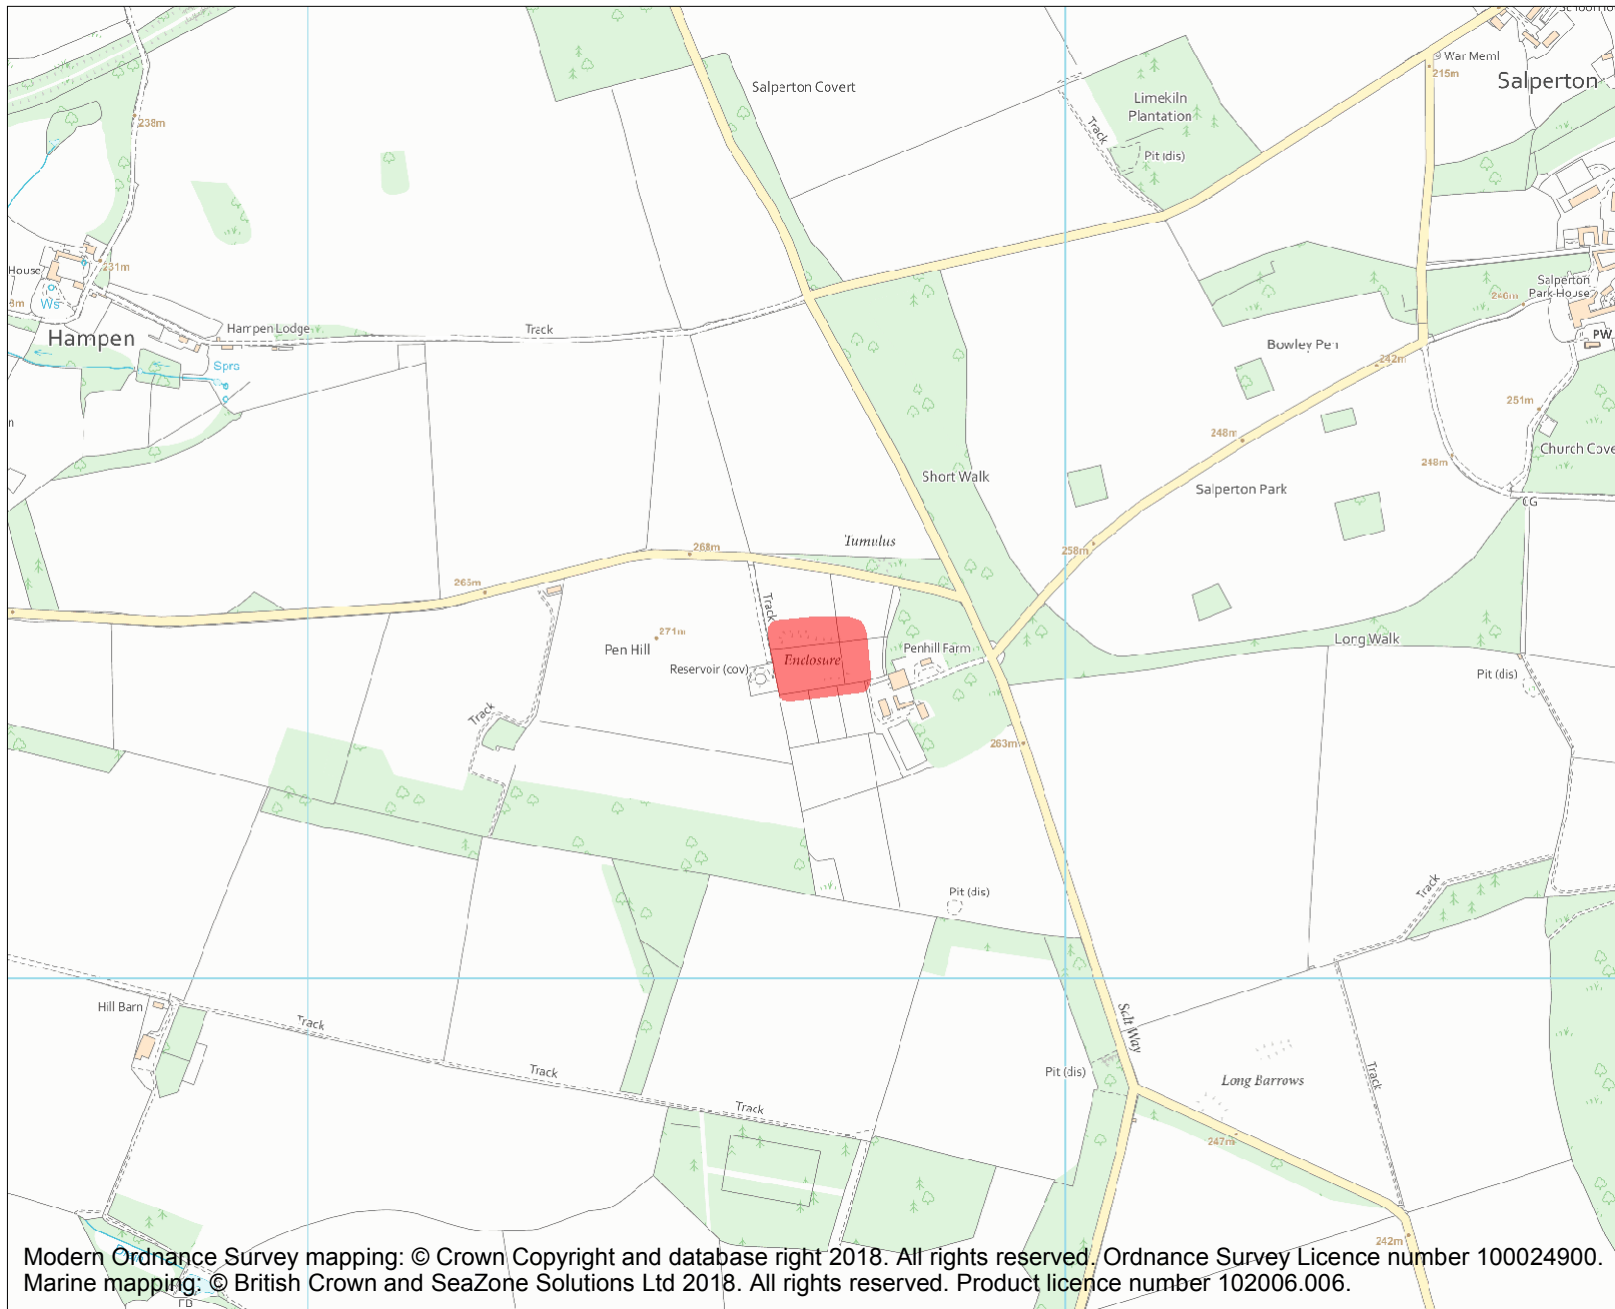 War Meml
215m
Salperton
Salperton Covert
Limekiln
Plantation
Track
Pit (dis)
238m
House
231m
Ws
Hampen
Hampen Lodge
Track
Sprs
Salperton
Park House
246m
PW
Bowley Pen
242m
251m
248m
Church Cove
248m
CG
Short Walk
Salperton Park
Tumulus
268m
258m
265m
Track
271m
Pen Hill
Enclosure
Penhill Farm
Reservoir (cov)
Long Walk
Pit (dis)
Track
263m
Pit (dis)
Track
Hill Barn
Track
Salt Way
Track
Pit (dis)
Long Barrows
Track
Track
247m
242m
Modern Ordnance Survey mapping: © Crown Copyright and database right 2018. All rights reserved. Ordnance Survey Licence number 100024900.
Marine mapping: © British Crown and SeaZone Solutions Ltd 2018. All rights reserved. Product licence number 102006.006.